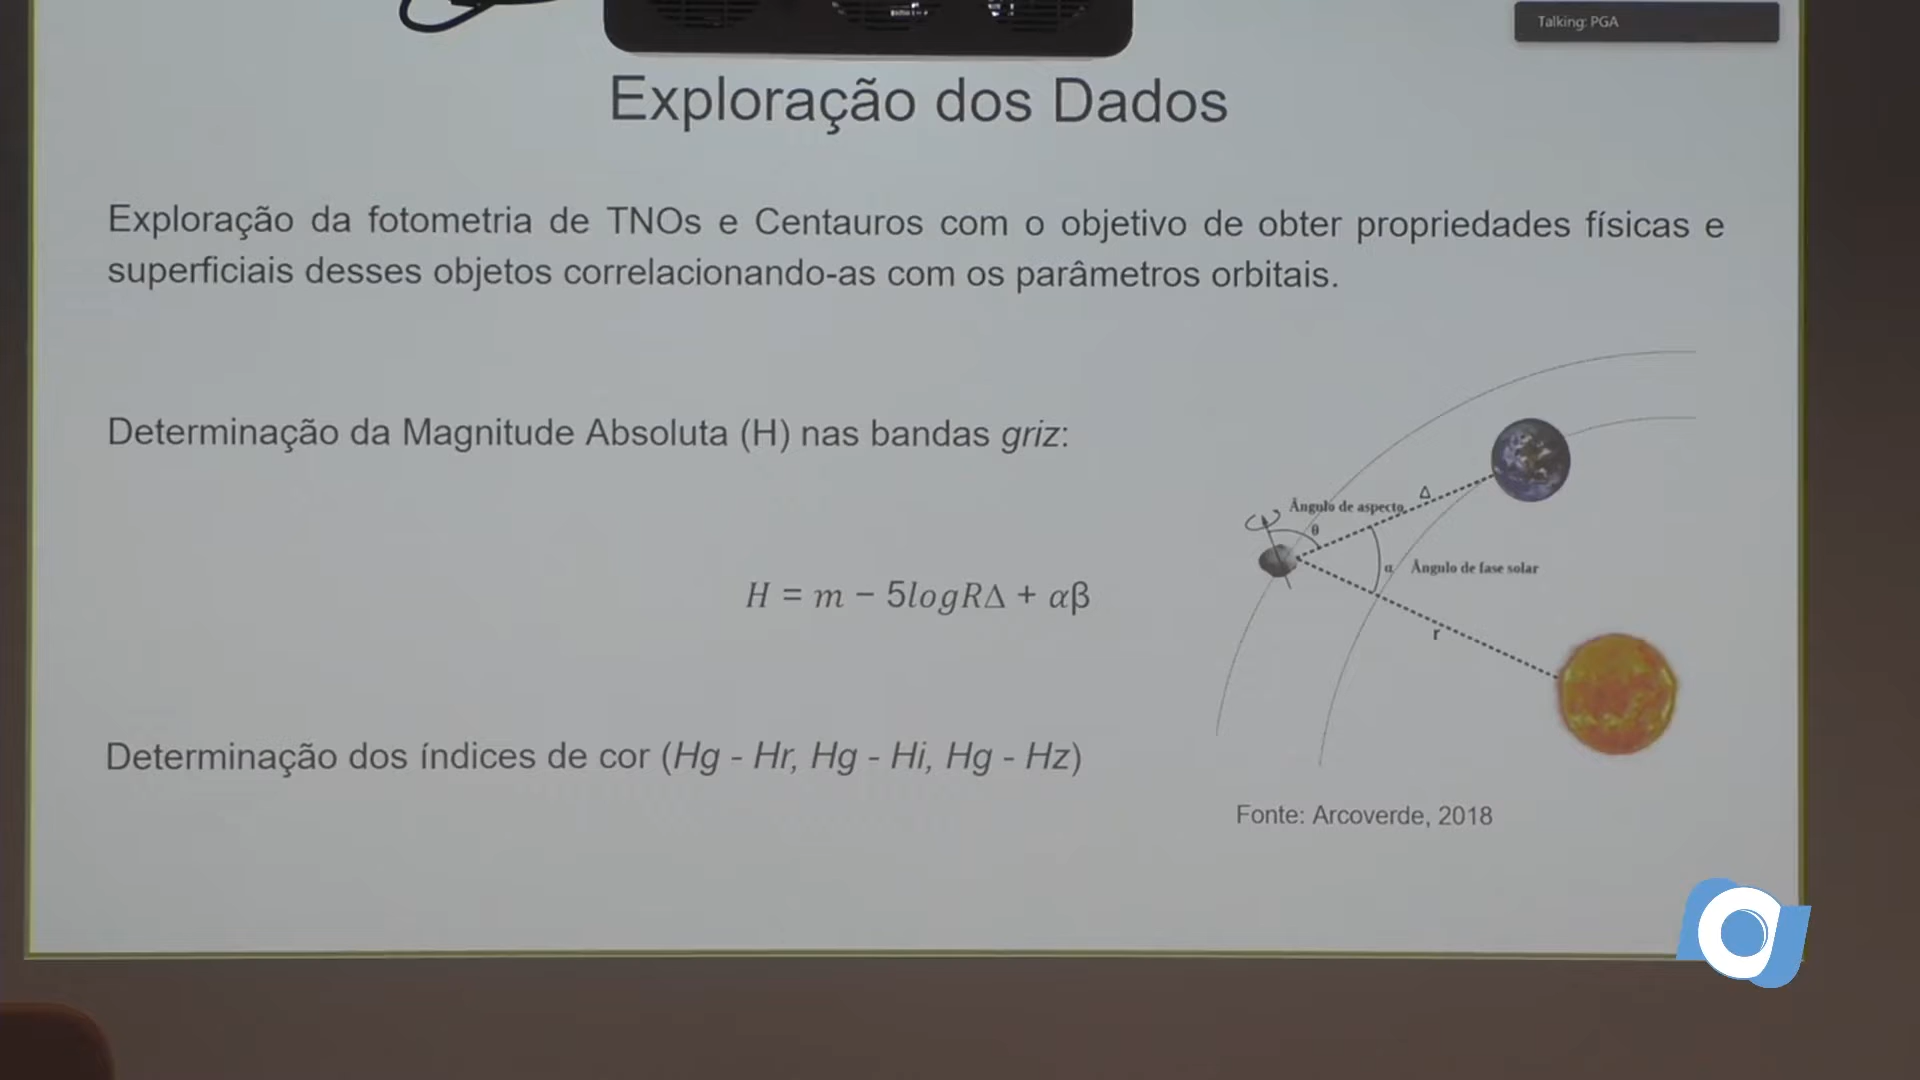 Talking: PGA
Exploração dos Dados
Exploração da fotometria de TNOs e Centauros com o objetivo de obter propriedades físicas e
superficiais desses objetos correlacionando-as com os parâmetros orbitais.
Determinação da Magnitude Absoluta (H) nas bandas griz:
Δ
Ângulo de aspecto
θ
α Ângulo de fase solar
H = m − 5logRΔ + αβ
r
Determinação dos índices de cor (Hg - Hr, Hg - Hi, Hg - Hz)
Fonte: Arcoverde, 2018